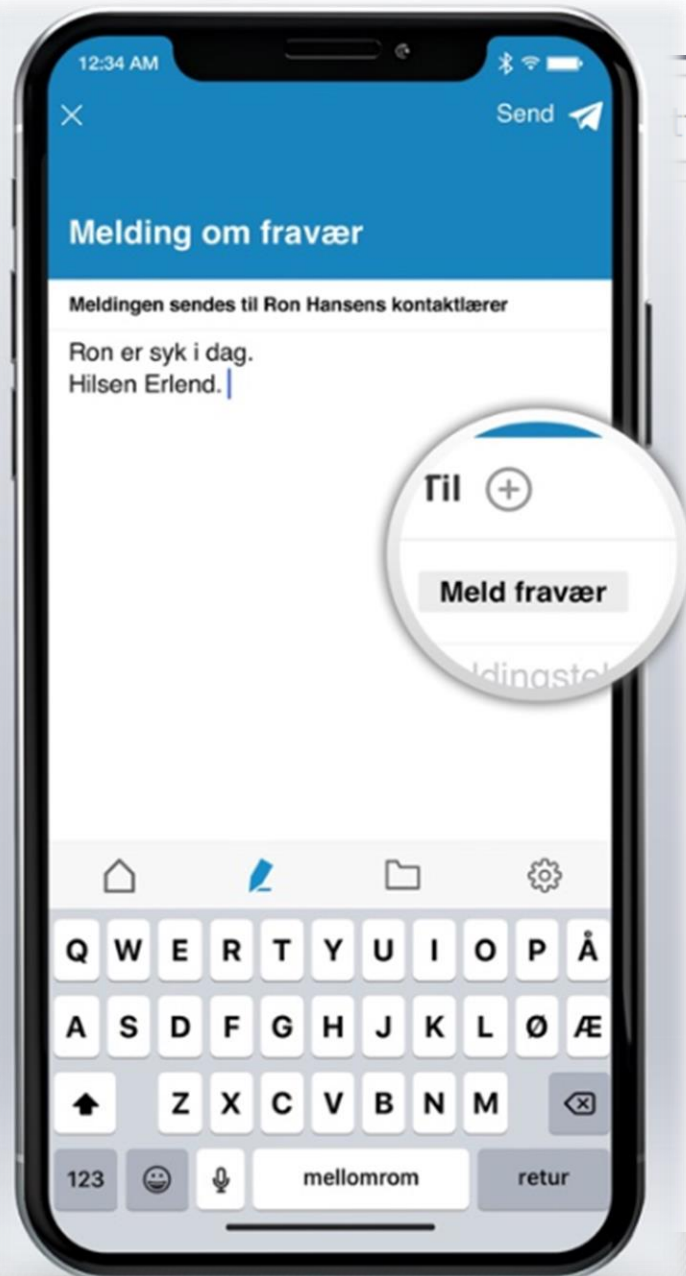 12:34 AM
Send
Melding om fravær
Meldingen sendes til Ron Hansens kontaktlærer
Ron er syk i dag.
Hilsen Erlend.
Til
Meld fravær
Q W E R T Y U I O P Å
A S D F G H J K L Ø Æ
Z X C V B N M
123 mellomrom retur